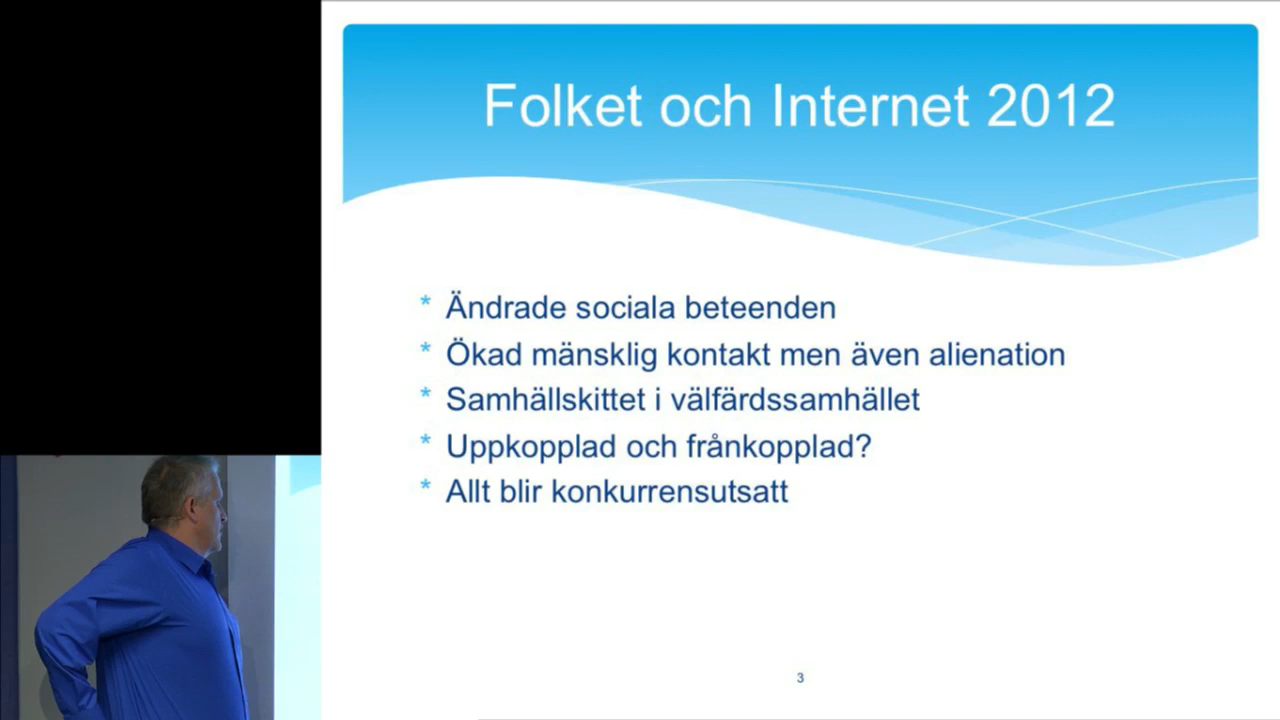 Folket och Internet 2012
* Ändrade sociala beteenden
* Ökad mänsklig kontakt men även alienation
* Samhällskittet i välfärdssamhället
* Uppkopplad och frånkopplad?
* Allt blir konkurrensutsatt
3